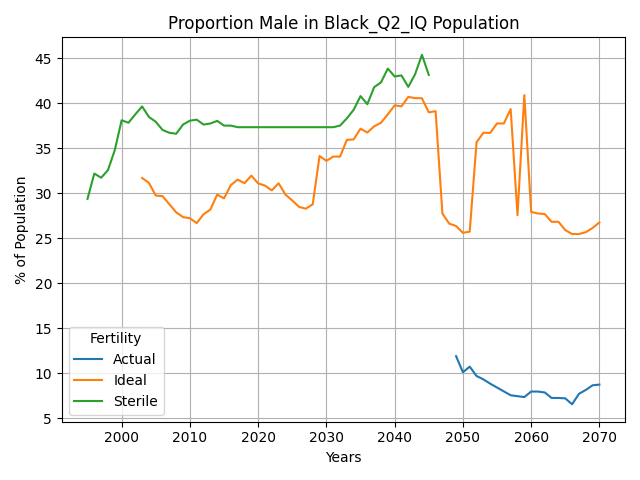 Proportion Male in Black_Q2_IQ Population
% of Population
45
40
35
30
25
20
15
10
5
Fertility
Actual
Ideal
Sterile
2000 2010 2020 2030 2040 2050 2060 2070
Years